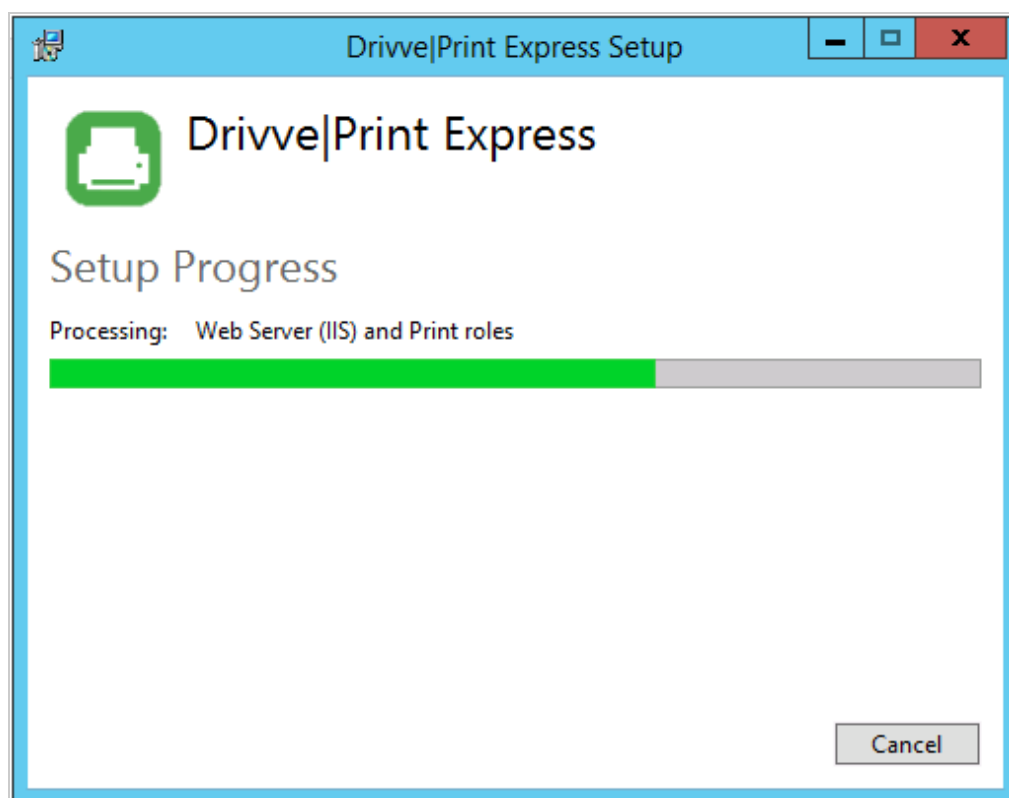 Drivve|Print Express Setup
Drivve|Print Express
Setup Progress
Processing: Web Server (IIS) and Print roles
Cancel